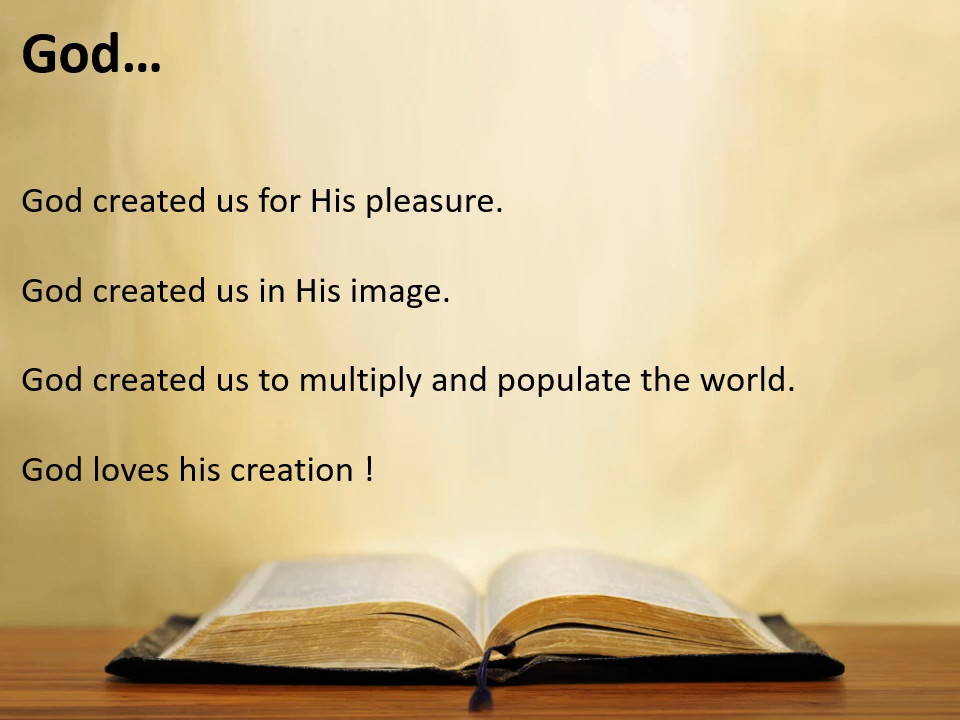 God…
God created us for His pleasure.
God created us in His image.
God created us to multiply and populate the world.
God loves his creation !